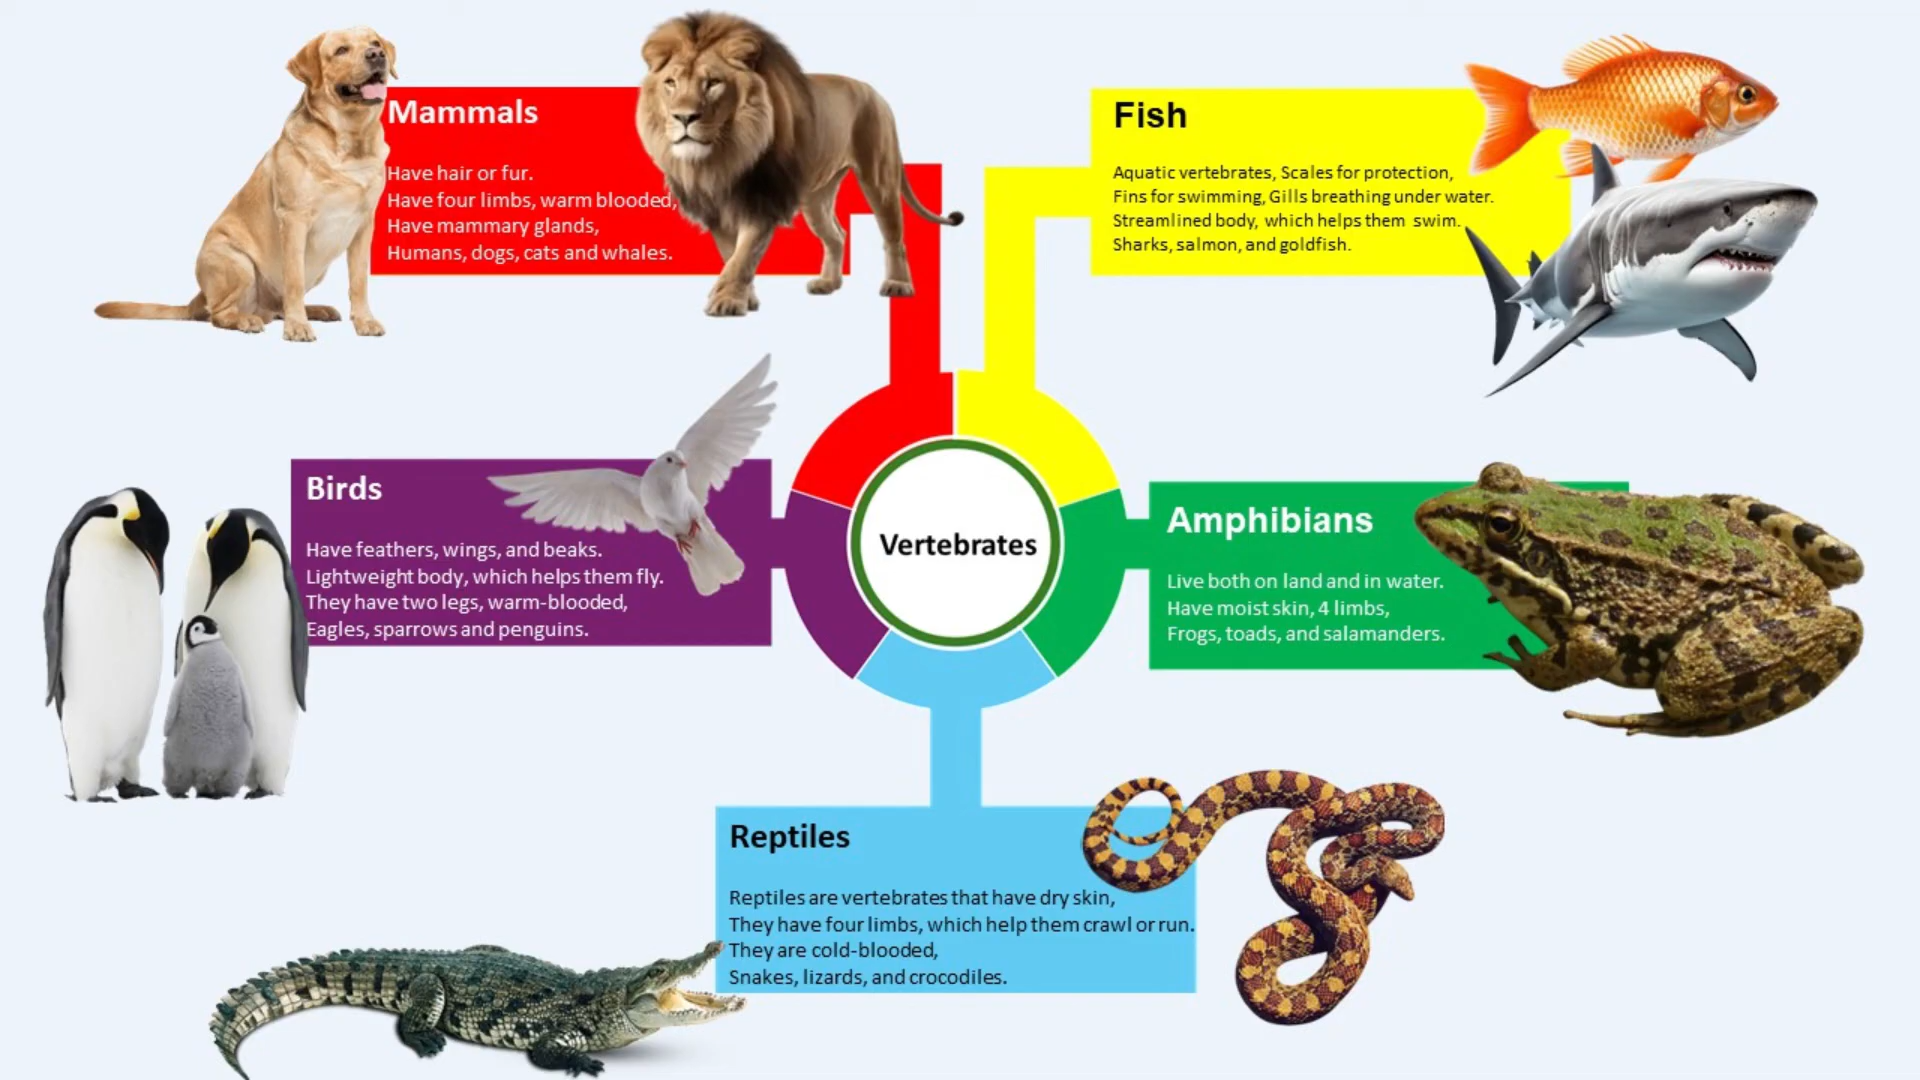 Mammals
Have hair or fur.
Have four limbs, warm blooded,
Have mammary glands,
Humans, dogs, cats and whales.
Fish
Aquatic vertebrates, Scales for protection,
Fins for swimming, Gills breathing under water.
Streamlined body, which helps them swim.
Sharks, salmon, and goldfish.
Birds
Have feathers, wings, and beaks.
Lightweight body, which helps them fly.
They have two legs, warm-blooded,
Eagles, sparrows and penguins.
Vertebrates
Amphibians
Live both on land and in water.
Have moist skin, 4 limbs,
Frogs, toads, and salamanders.
Reptiles
Reptiles are vertebrates that have dry skin,
They have four limbs, which help them crawl or run.
They are cold-blooded,
Snakes, lizards, and crocodiles.